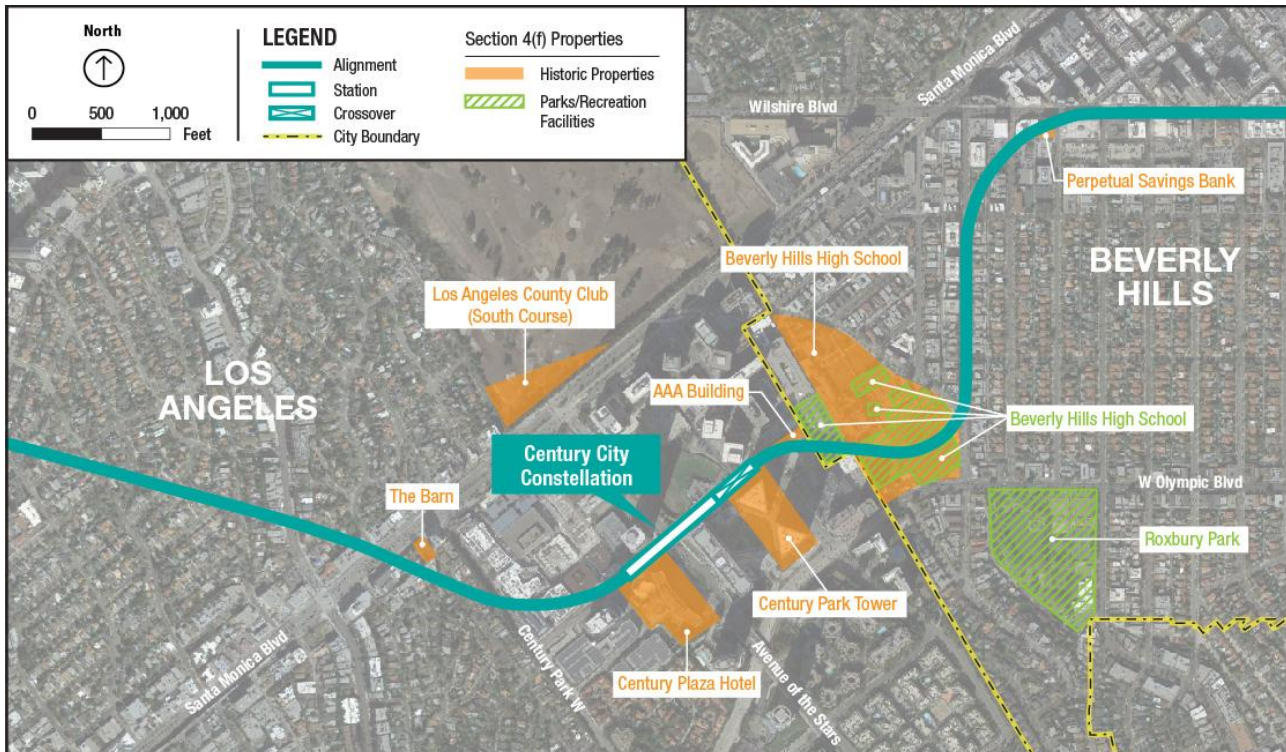 North
0 500 1,000
Feet
LEGEND
Alignment
Station
Crossover
City Boundary
Section 4(f) Properties
Historic Properties
Parks/Recreation
Facilities
Santa Monica Blvd
Wilshire Blvd
Perpetual Savings Bank
Beverly Hills High School
BEVERLY
HILLS
Los Angeles County Club
(South Course)
LOS
ANGELES
AAA Building
Beverly Hills High School
Century City
Constellation
W Olympic Blvd
The Barn
Roxbury Park
Century Park Tower
Santa Monica Blvd
Century Park W
Century Plaza Hotel
Avenue of the Stars